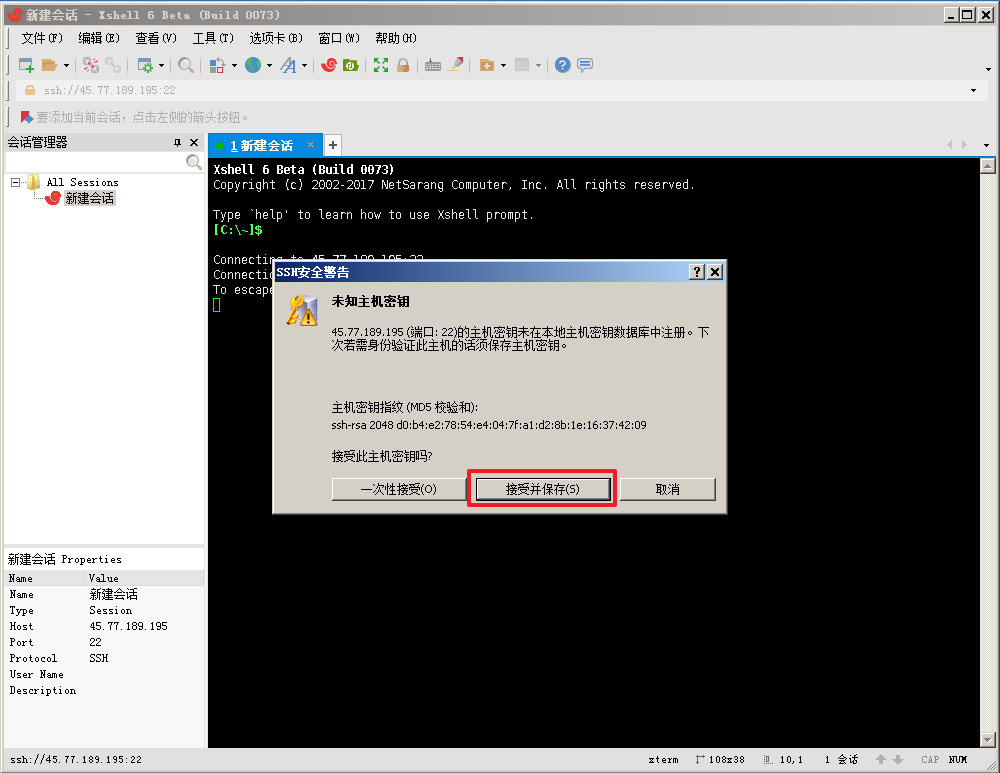 新建会话 - Xshell 6 Beta (Build 0073)
文件(F) 编辑(E) 查看(V) 工具(T) 选项卡(B) 窗口(W) 帮助(H)
ssh://45.77.189.195:22
要添加当前会话，点击左侧的箭头按钮。
会话管理器
All Sessions
新建会话
1 新建会话 × +
Xshell 6 Beta (Build 0073)
Copyright (c) 2002-2017 NetSarang Computer, Inc. All rights reserved.
Type `help' to learn how to use Xshell prompt.
[C:\~]$
Connecting to 45.77.189.195:22
Connectio
To escape
SSH安全警告
未知主机密钥
45.77.189.195 (端口: 22)的主机密钥未在本地主机密钥数据库中注册。下
次若需身份验证此主机的话须保存主机密钥。
主机密钥指纹 (MD5 校验和):
ssh-rsa 2048 d0:b4:e2:78:54:e4:04:7f:a1:d2:8b:1e:16:37:42:09
接受此主机密钥吗?
一次性接受(O) 接受并保存(S) 取消
新建会话 Properties
Name Value
Name 新建会话
Type Session
Host 45.77.189.195
Port 22
Protocol SSH
User Name
Description
ssh://45.77.189.195:22 xterm 108x38 10,1 1 会话 CAP NUM